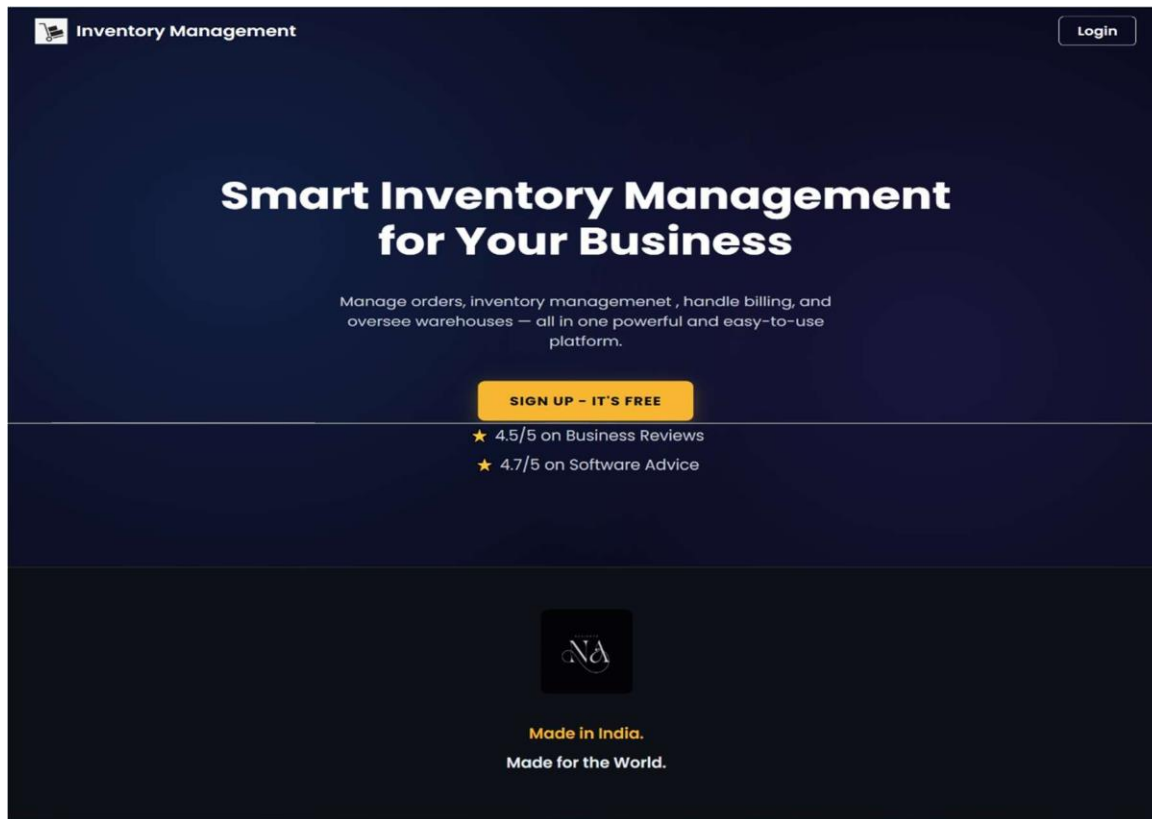 Inventory Management
Login
Smart Inventory Management
for Your Business
Manage orders, inventory managemenet , handle billing, and
oversee warehouses — all in one powerful and easy-to-use
platform.
SIGN UP - IT'S FREE
★ 4.5/5 on Business Reviews
★ 4.7/5 on Software Advice
NA
Made in India.
Made for the World.